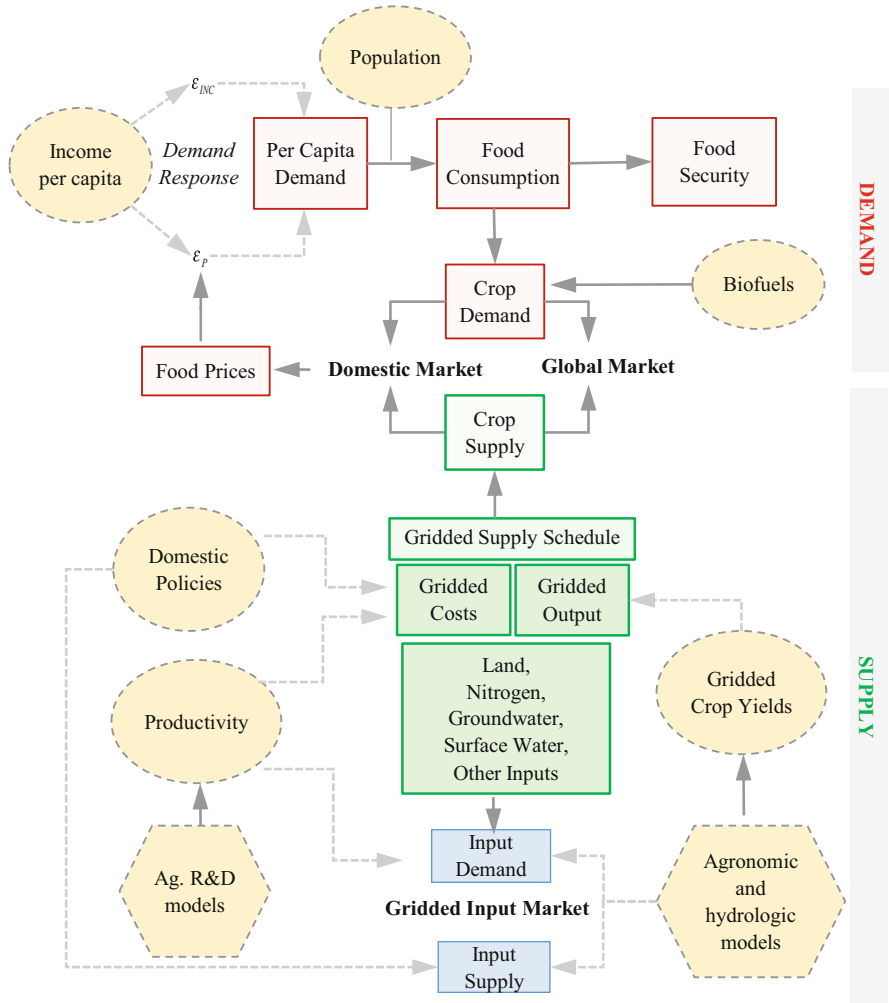 Population
ε_INC
Income
per capita
Demand
Response
Per Capita
Demand
Food
Consumption
Food
Security
DEMAND
ε_P
Crop
Demand
Biofuels
Food Prices
Domestic Market
Global Market
Crop
Supply
Gridded Supply Schedule
Domestic
Policies
Gridded
Costs
Gridded
Output
SUPPLY
Land,
Nitrogen,
Groundwater,
Surface Water,
Other Inputs
Productivity
Gridded
Crop Yields
Input
Demand
Ag. R&D
models
Agronomic
and
hydrologic
models
Gridded Input Market
Input
Supply